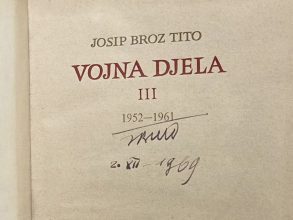 JOSIP BROZ TITO
VOJNA DJELA
III
1952—1961
2. XII — 1969